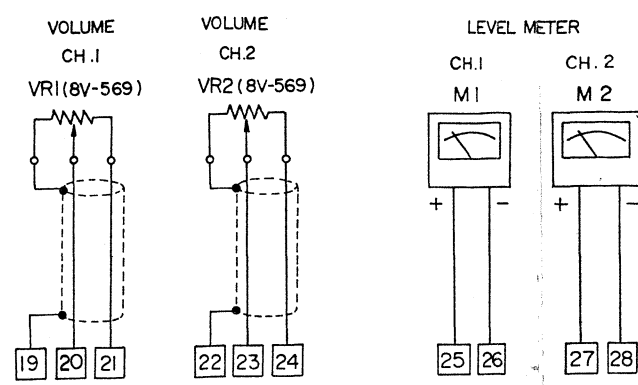 VOLUME
CH.1
VR1(8V-569)
VOLUME
CH.2
VR2(8V-569)
LEVEL METER
CH.1
M1
CH. 2
M2
+ -
+ -
19 20 21
22 23 24
25 26
27 28